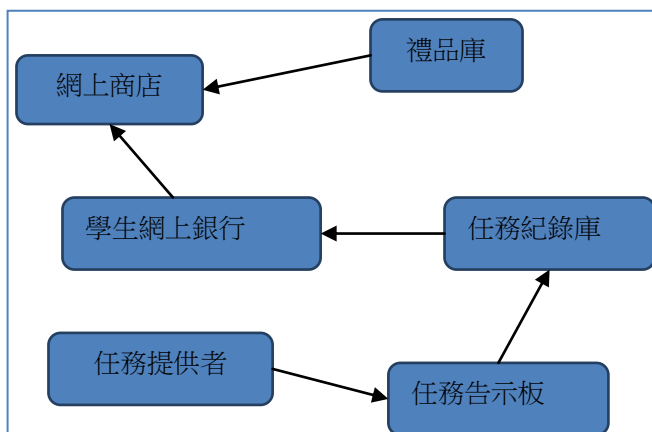 網上商店
禮品庫
學生網上銀行
任務紀錄庫
任務提供者
任務告示板